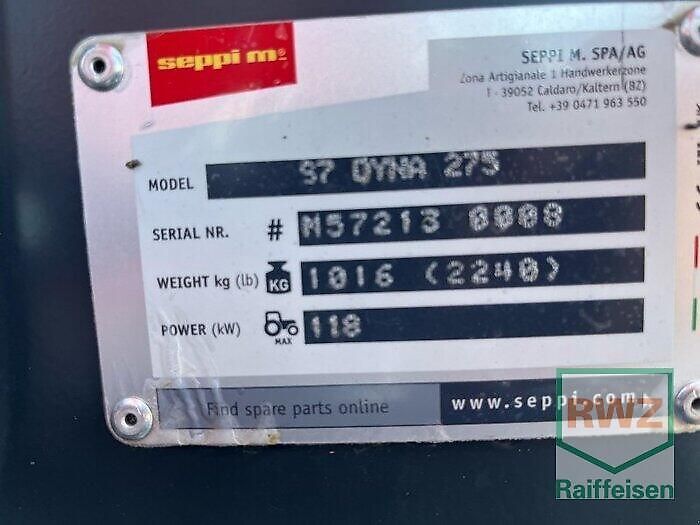 seppi m.®
SEPPI M. SPA/AG
Zona Artigianale 1 Handwerkerzone
I - 39052 Caldaro/Kaltern (BZ)
Tel. +39 0471 963 550
MODEL S7 DYNA 275
SERIAL NR. # M57213 0008
WEIGHT kg (lb) KG 1016 (2240)
POWER (kW) MAX 118
Find spare parts online www.seppi.com
RWZ
Raiffeisen